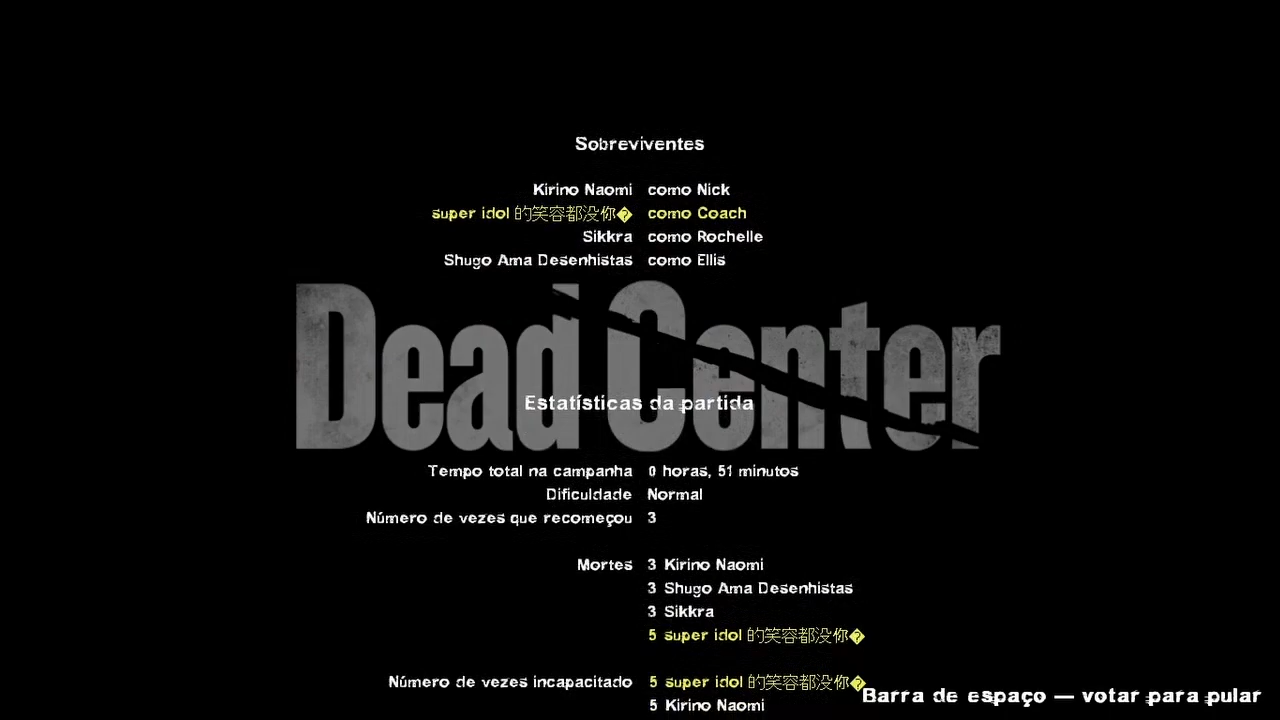 Sobreviventes
Kirino Naomi como Nick
super idol 的笑容都没你� como Coach
Sikkra como Rochelle
Shugo Ama Desenhistas como Ellis
Dead Center
Estatísticas da partida
Tempo total na campanha 0 horas, 51 minutos
Dificuldade Normal
Número de vezes que recomeçou 3
Mortes 3 Kirino Naomi
3 Shugo Ama Desenhistas
3 Sikkra
5 super idol 的笑容都没你�
Número de vezes incapacitado 5 super idol 的笑容都没你�
Barra de espaço — votar para pular
5 Kirino Naomi